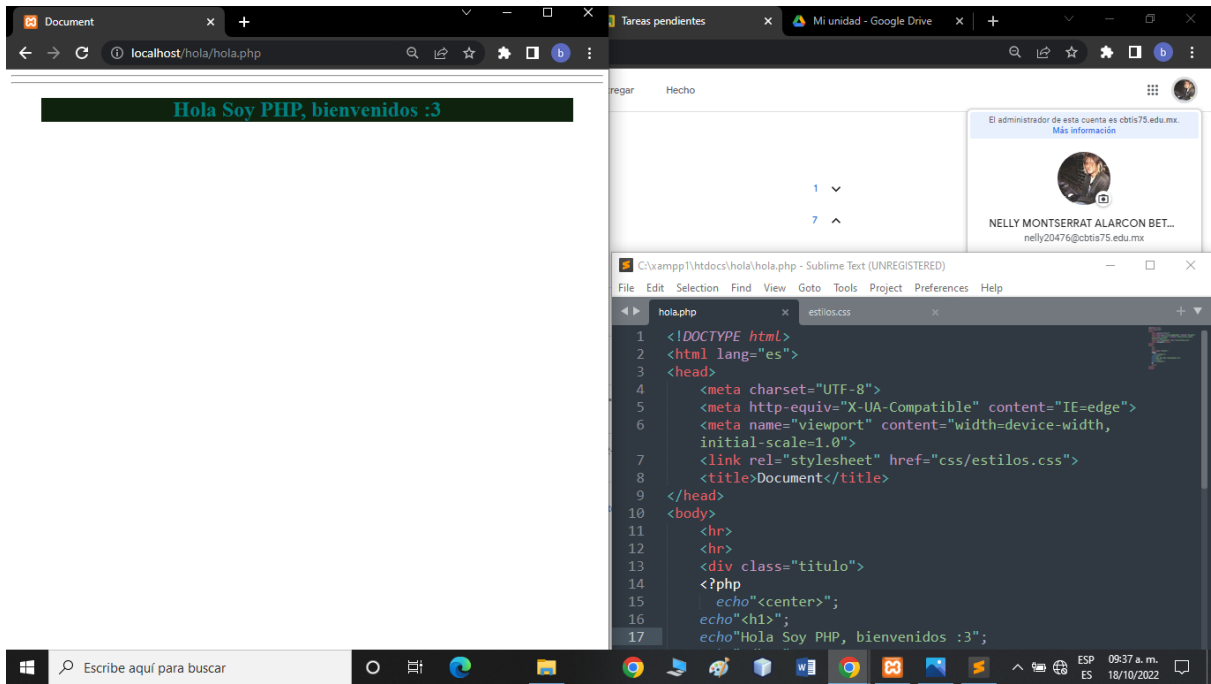 Document
localhost/hola/hola.php
b
Hola Soy PHP, bienvenidos :3
Tareas pendientes
Mi unidad - Google Drive
b
regar Hecho
El administrador de esta cuenta es cbtis75.edu.mx.
Más información
1
7
NELLY MONTSERRAT ALARCON BET...
nelly20476@cbtis75.edu.mx
C:\xampp1\htdocs\hola\hola.php - Sublime Text (UNREGISTERED)
File Edit Selection Find View Goto Tools Project Preferences Help
hola.php
estilos.css
1 <!DOCTYPE html>
2 <html lang="es">
3 <head>
4 <meta charset="UTF-8">
5 <meta http-equiv="X-UA-Compatible" content="IE=edge">
6 <meta name="viewport" content="width=device-width,
initial-scale=1.0">
7 <link rel="stylesheet" href="css/estilos.css">
8 <title>Document</title>
9 </head>
10 <body>
11 <hr>
12 <hr>
13 <div class="titulo">
14 <?php
15 echo"<center>";
16 echo"<h1>";
17 echo"Hola Soy PHP, bienvenidos :3";
Escribe aquí para buscar
ESP
ES
09:37 a. m.
18/10/2022